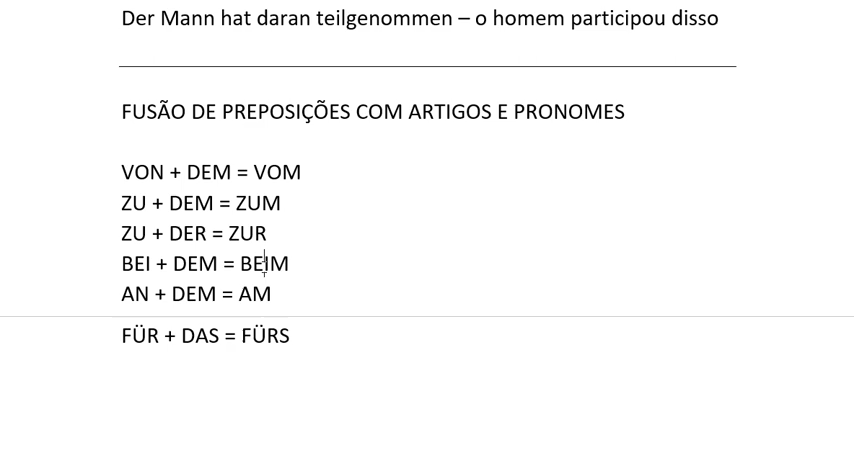 Der Mann hat daran teilgenommen – o homem participou disso
FUSÃO DE PREPOSIÇÕES COM ARTIGOS E PRONOMES
VON + DEM = VOM
ZU + DEM = ZUM
ZU + DER = ZUR
BEI + DEM = BEIM
AN + DEM = AM
FÜR + DAS = FÜRS